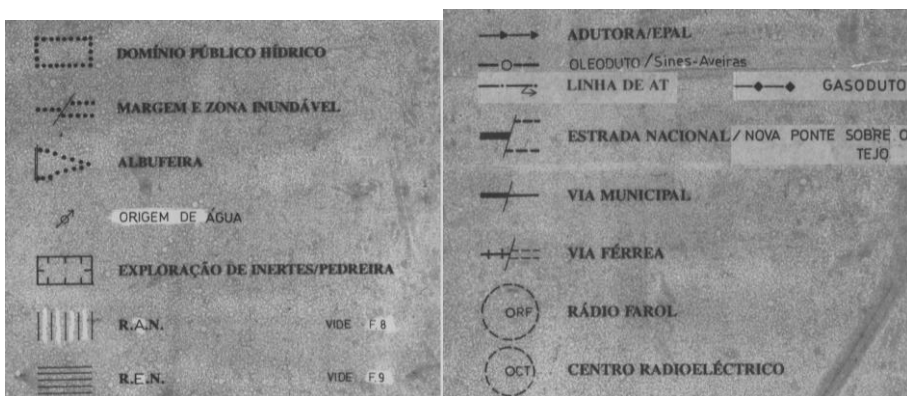 DOMÍNIO PÚBLICO HÍDRICO
MARGEM E ZONA INUNDÁVEL
ALBUFEIRA
ORIGEM DE ÁGUA
EXPLORAÇÃO DE INERTES/PEDREIRA
R.A.N. VIDE F.8
R.E.N. VIDE F.9
ADUTORA/EPAL
OLEODUTO/Sines-Aveiras
LINHA DE AT GASODUTO
ESTRADA NACIONAL/NOVA PONTE SOBRE O
TEJO
VIA MUNICIPAL
VIA FÉRREA
ORF RÁDIO FAROL
OCT CENTRO RADIOELÉCTRICO